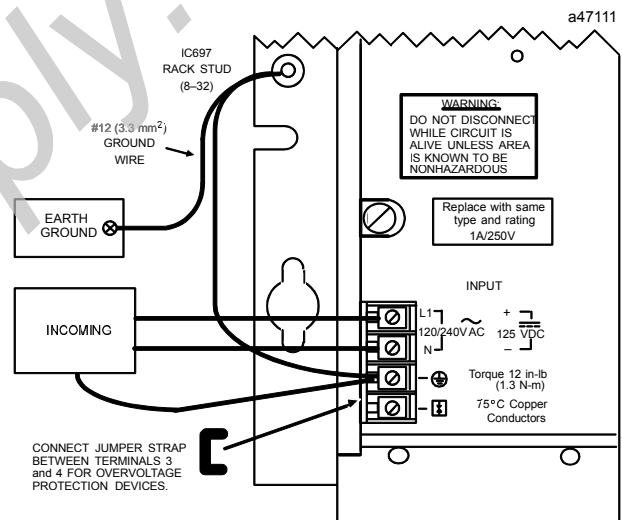 a47111
IC697
RACK STUD
(8–32)
#12 (3.3 mm²)
GROUND
WIRE
EARTH
GROUND
INCOMING
CONNECT JUMPER STRAP
BETWEEN TERMINALS 3
and 4 FOR OVERVOLTAGE
PROTECTION DEVICES.
WARNING:
DO NOT DISCONNECT
WHILE CIRCUIT IS
ALIVE UNLESS AREA
IS KNOWN TO BE
NONHAZARDOUS
Replace with same
type and rating
1A/250V
INPUT
L1
120/240VAC
N
+
125 VDC
–
Torque 12 in-lb
(1.3 N-m)
75°C Copper
Conductors
ply.